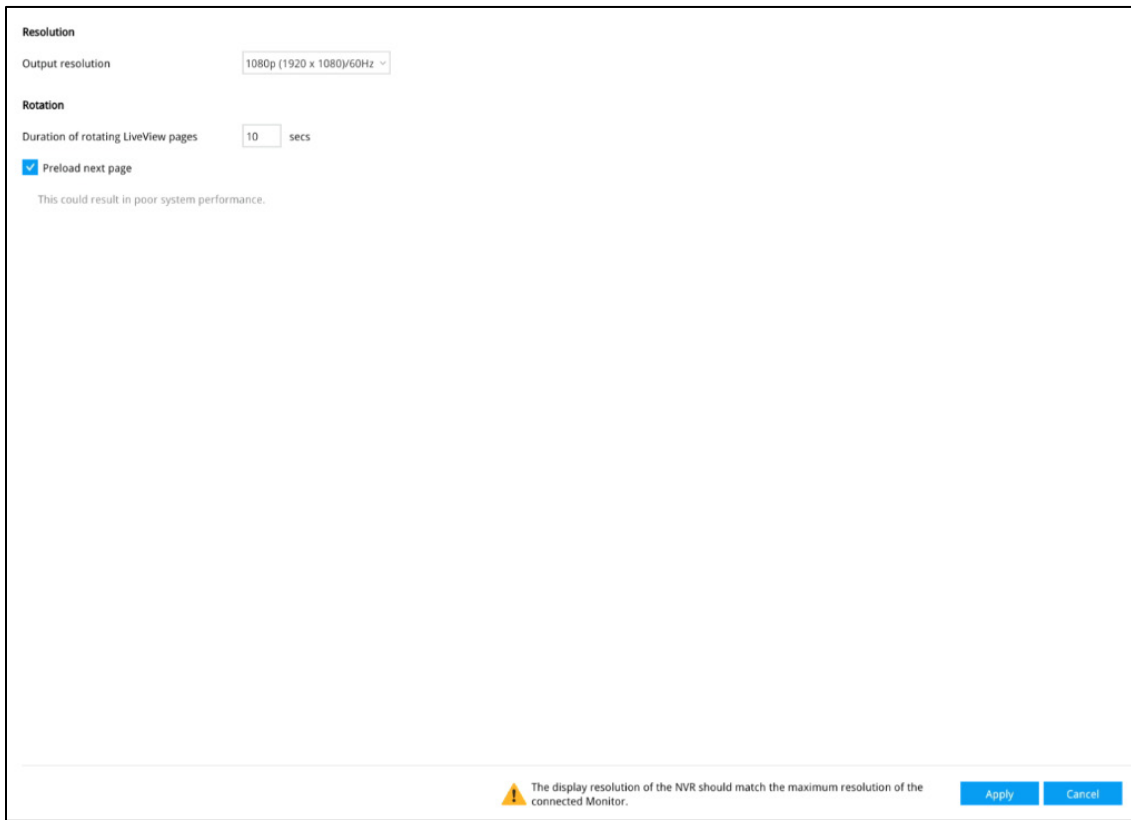 Resolution
Output resolution 1080p (1920 x 1080)/60Hz
Rotation
Duration of rotating LiveView pages 10 secs
Preload next page
This could result in poor system performance.
The display resolution of the NVR should match the maximum resolution of the
connected Monitor.
Apply Cancel